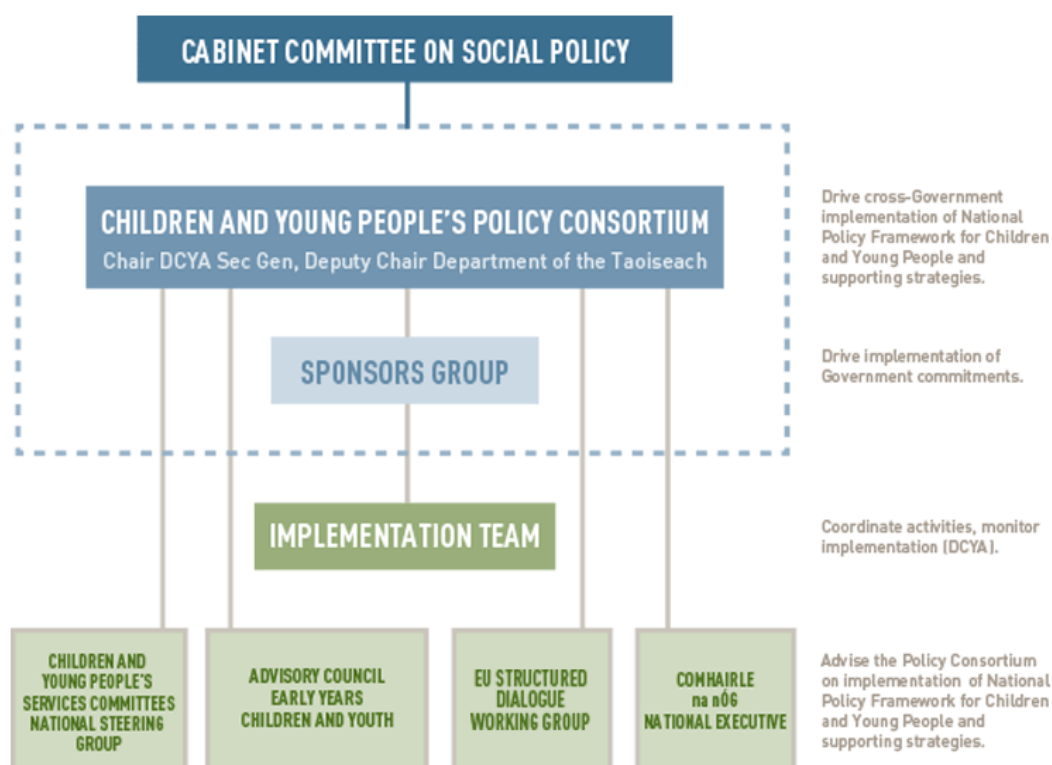 CABINET COMMITTEE ON SOCIAL POLICY
CHILDREN AND YOUNG PEOPLE'S POLICY CONSORTIUM
Chair DCYA Sec Gen, Deputy Chair Department of the Taoiseach
Drive cross-Government
implementation of National
Policy Framework for Children
and Young People and
supporting strategies.
SPONSORS GROUP
Drive implementation of
Government commitments.
IMPLEMENTATION TEAM
Coordinate activities, monitor
implementation (DCYA).
CHILDREN AND
YOUNG PEOPLE'S
SERVICES COMMITTEES
NATIONAL STEERING
GROUP
ADVISORY COUNCIL
EARLY YEARS
CHILDREN AND YOUTH
EU STRUCTURED
DIALOGUE
WORKING GROUP
COMHAIRLE
na nÓG
NATIONAL EXECUTIVE
Advise the Policy Consortium
on implementation of National
Policy Framework for Children
and Young People and
supporting strategies.